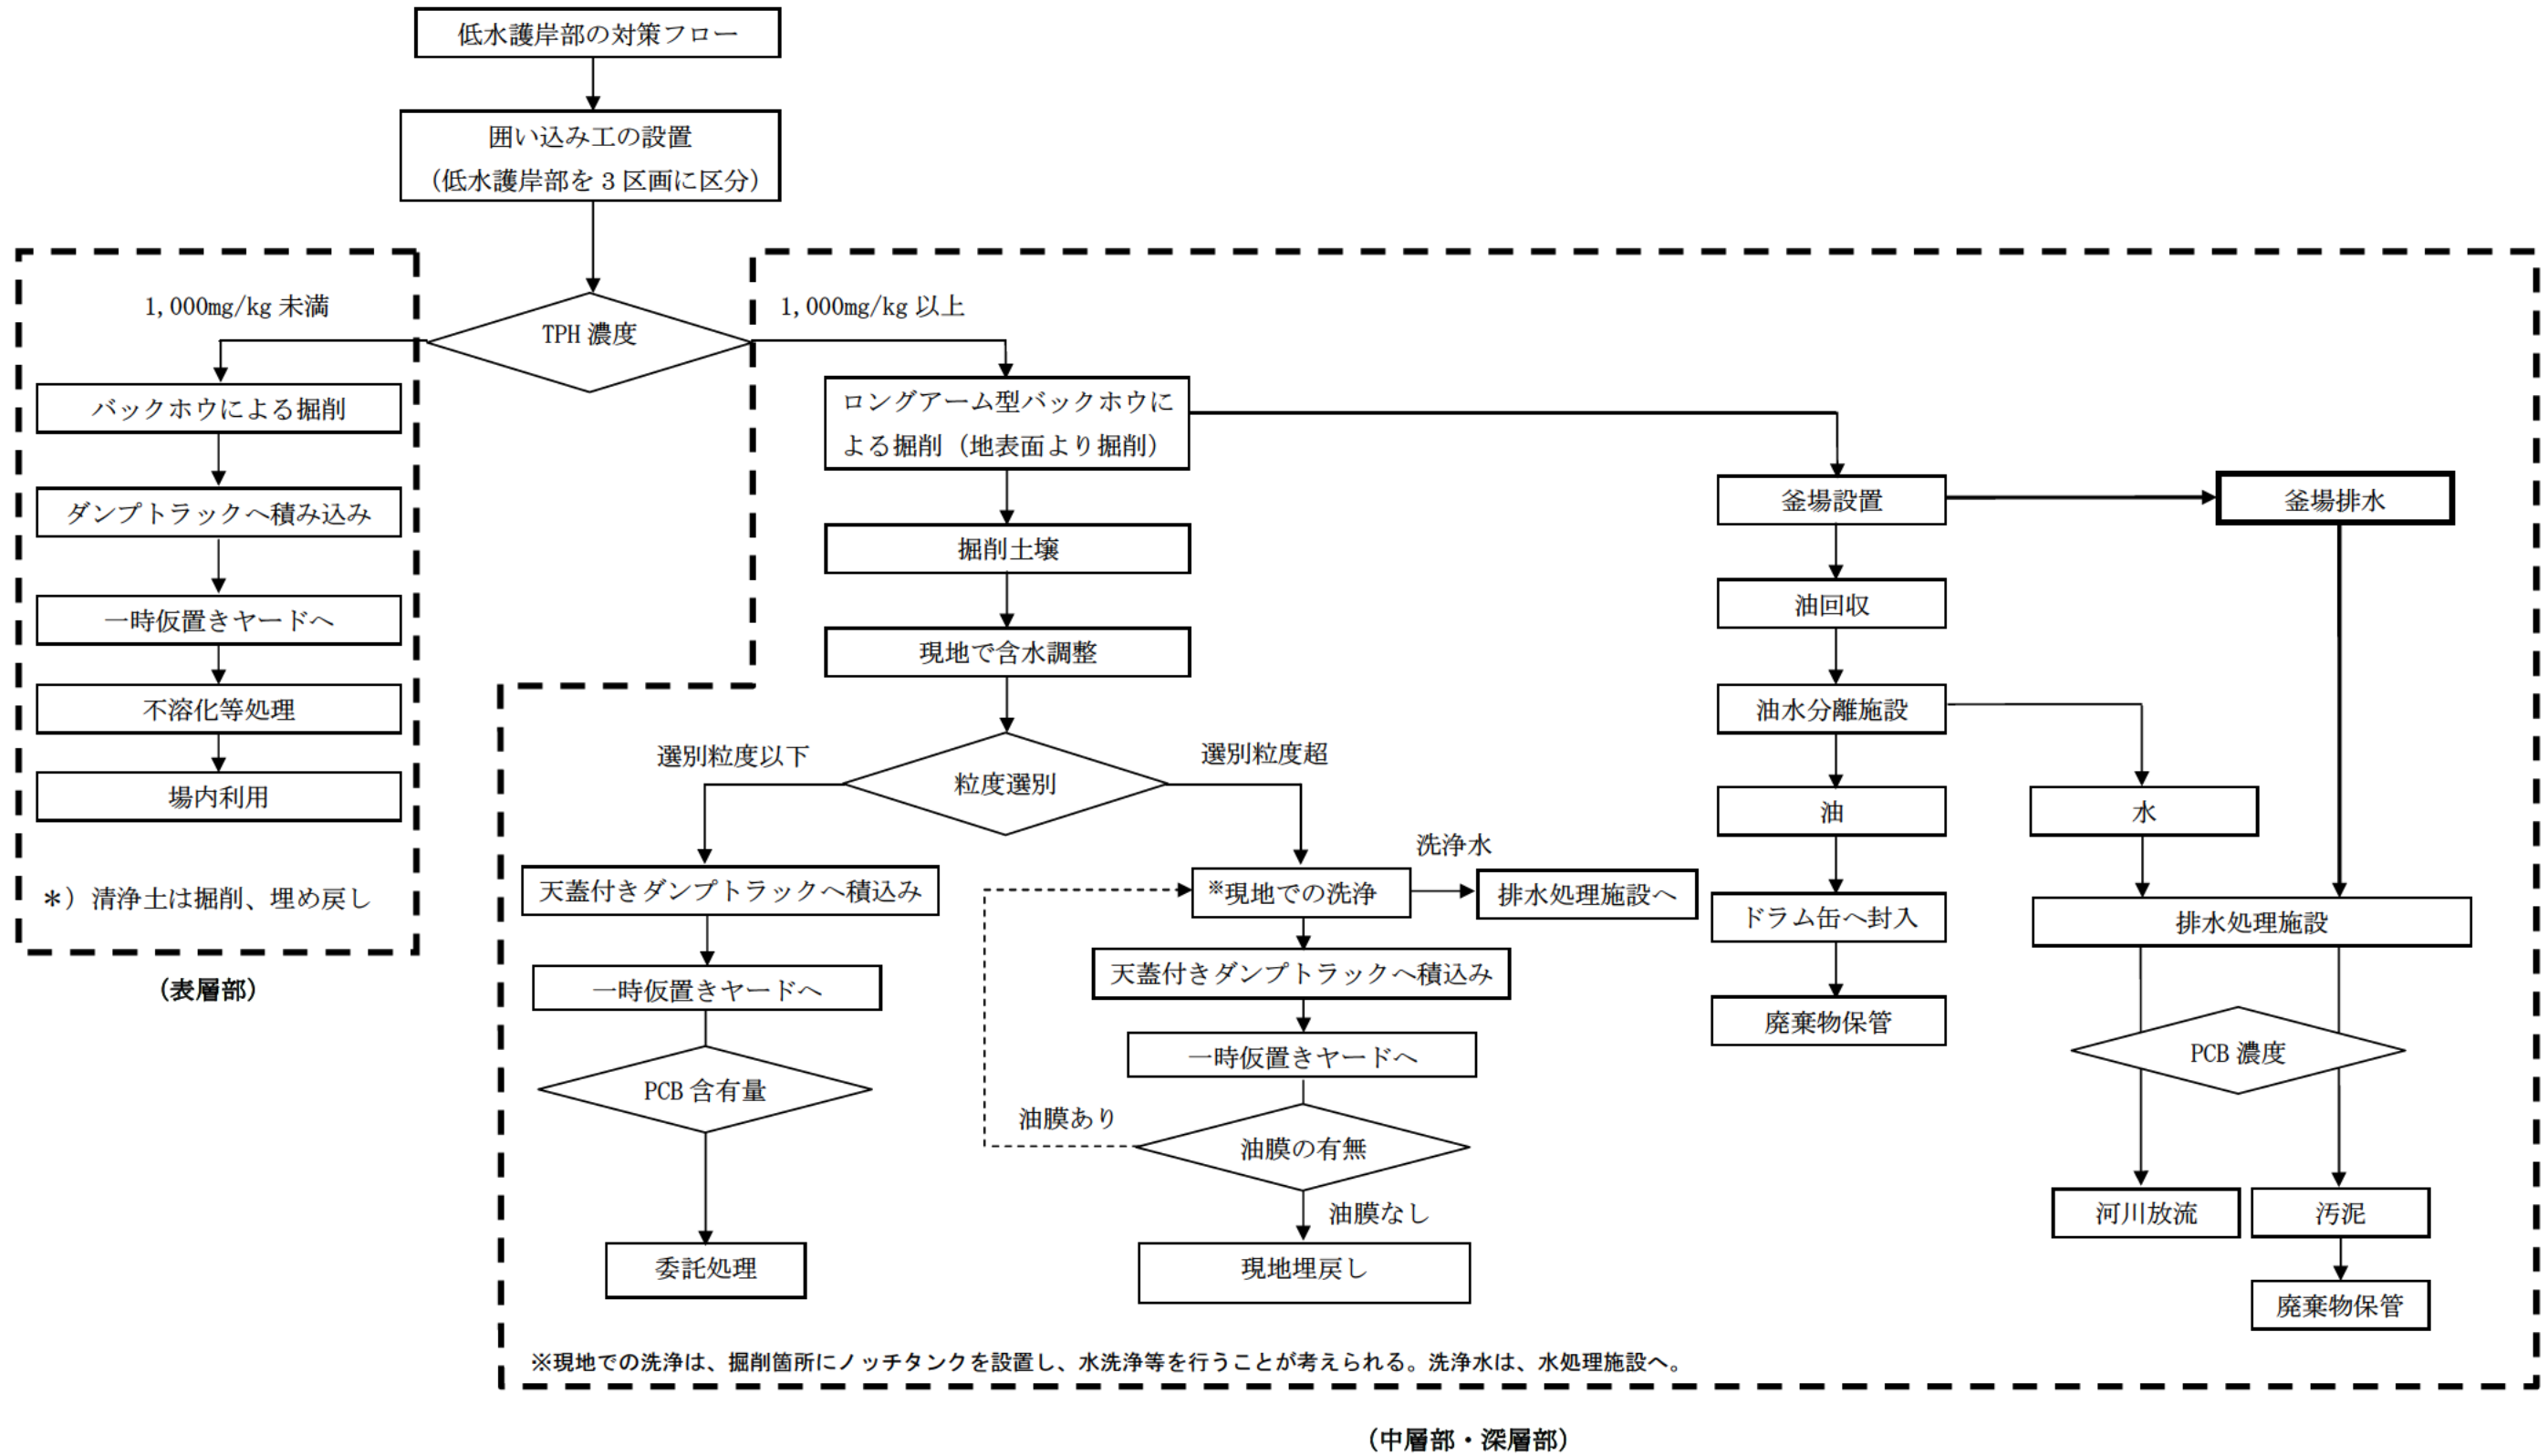 低水護岸部の対策フロー
囲い込み工の設置
（低水護岸部を3区画に区分）
TPH 濃度
1,000mg/kg 未満
バックホウによる掘削
ダンプトラックへ積み込み
一時仮置きヤードへ
不溶化等処理
場内利用
＊）清浄土は掘削、埋め戻し
（表層部）
1,000mg/kg 以上
ロングアーム型バックホウに
よる掘削（地表面より掘削）
掘削土壌
現地で含水調整
粒度選別
選別粒度以下
天蓋付きダンプトラックへ積込み
一時仮置きヤードへ
PCB 含有量
委託処理
選別粒度超
※現地での洗浄
洗浄水
排水処理施設へ
天蓋付きダンプトラックへ積込み
一時仮置きヤードへ
油膜の有無
油膜あり
油膜なし
現地埋戻し
釜場設置
釜場排水
油回収
油水分離施設
油
水
ドラム缶へ封入
廃棄物保管
排水処理施設
PCB 濃度
河川放流
汚泥
廃棄物保管
※現地での洗浄は、掘削箇所にノッチタンクを設置し、水洗浄等を行うことが考えられる。洗浄水は、水処理施設へ。
（中層部・深層部）